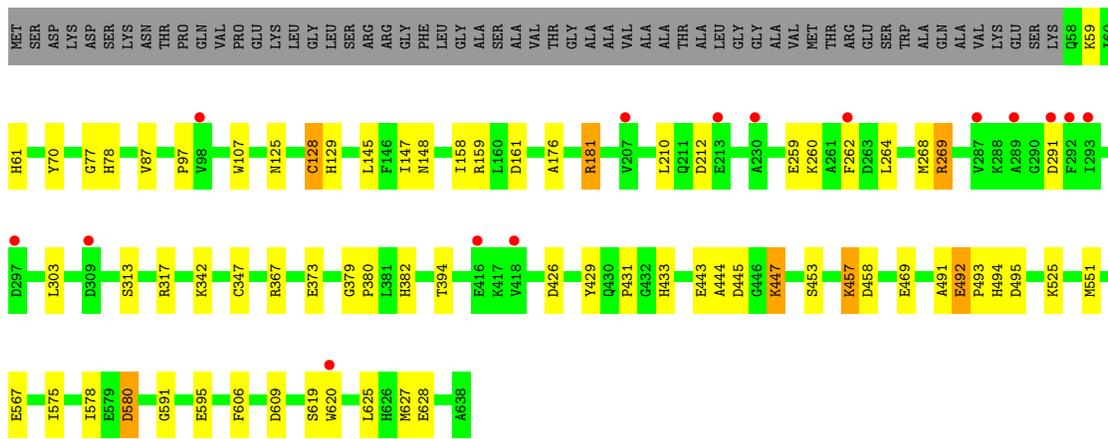 MET SER ASP LYS ASP SER LYS ASN THR PRO GLN VAL PRO GLU LYS LEU GLY LEU SER ARG ARG GLY PHE LEU GLY ALA SER ALA VAL THR GLY ALA ALA VAL ALA ALA THR ALA LEU GLY GLY ALA VAL MET THR ARG GLU SER TRP ALA GLN ALA VAL LYS GLU SER LYS Q58 K59 I60
H61 Y70 G77 H78 V87 P97 V98 W107 N125 C128 H129 L145 F146 I147 N148 I158 R159 L160 D161 A176 R181 V207 L210 Q211 D212 E213 A230 E259 K260 A261 F262 D263 L264 M268 R269 V287 K288 A289 G290 D291 F292 I293
D297 L303 D309 S313 R317 K342 C347 R367 E373 G379 P380 L381 H382 T394 E416 K417 V418 D426 Y429 Q430 P431 G432 H433 E443 A444 D445 G446 K447 S453 K457 D458 E469 A491 E492 P493 H494 D495 K525 M551
E567 I575 I578 E579 D580 G591 E595 F606 D609 S619 W620 L625 H626 M627 E628 A638